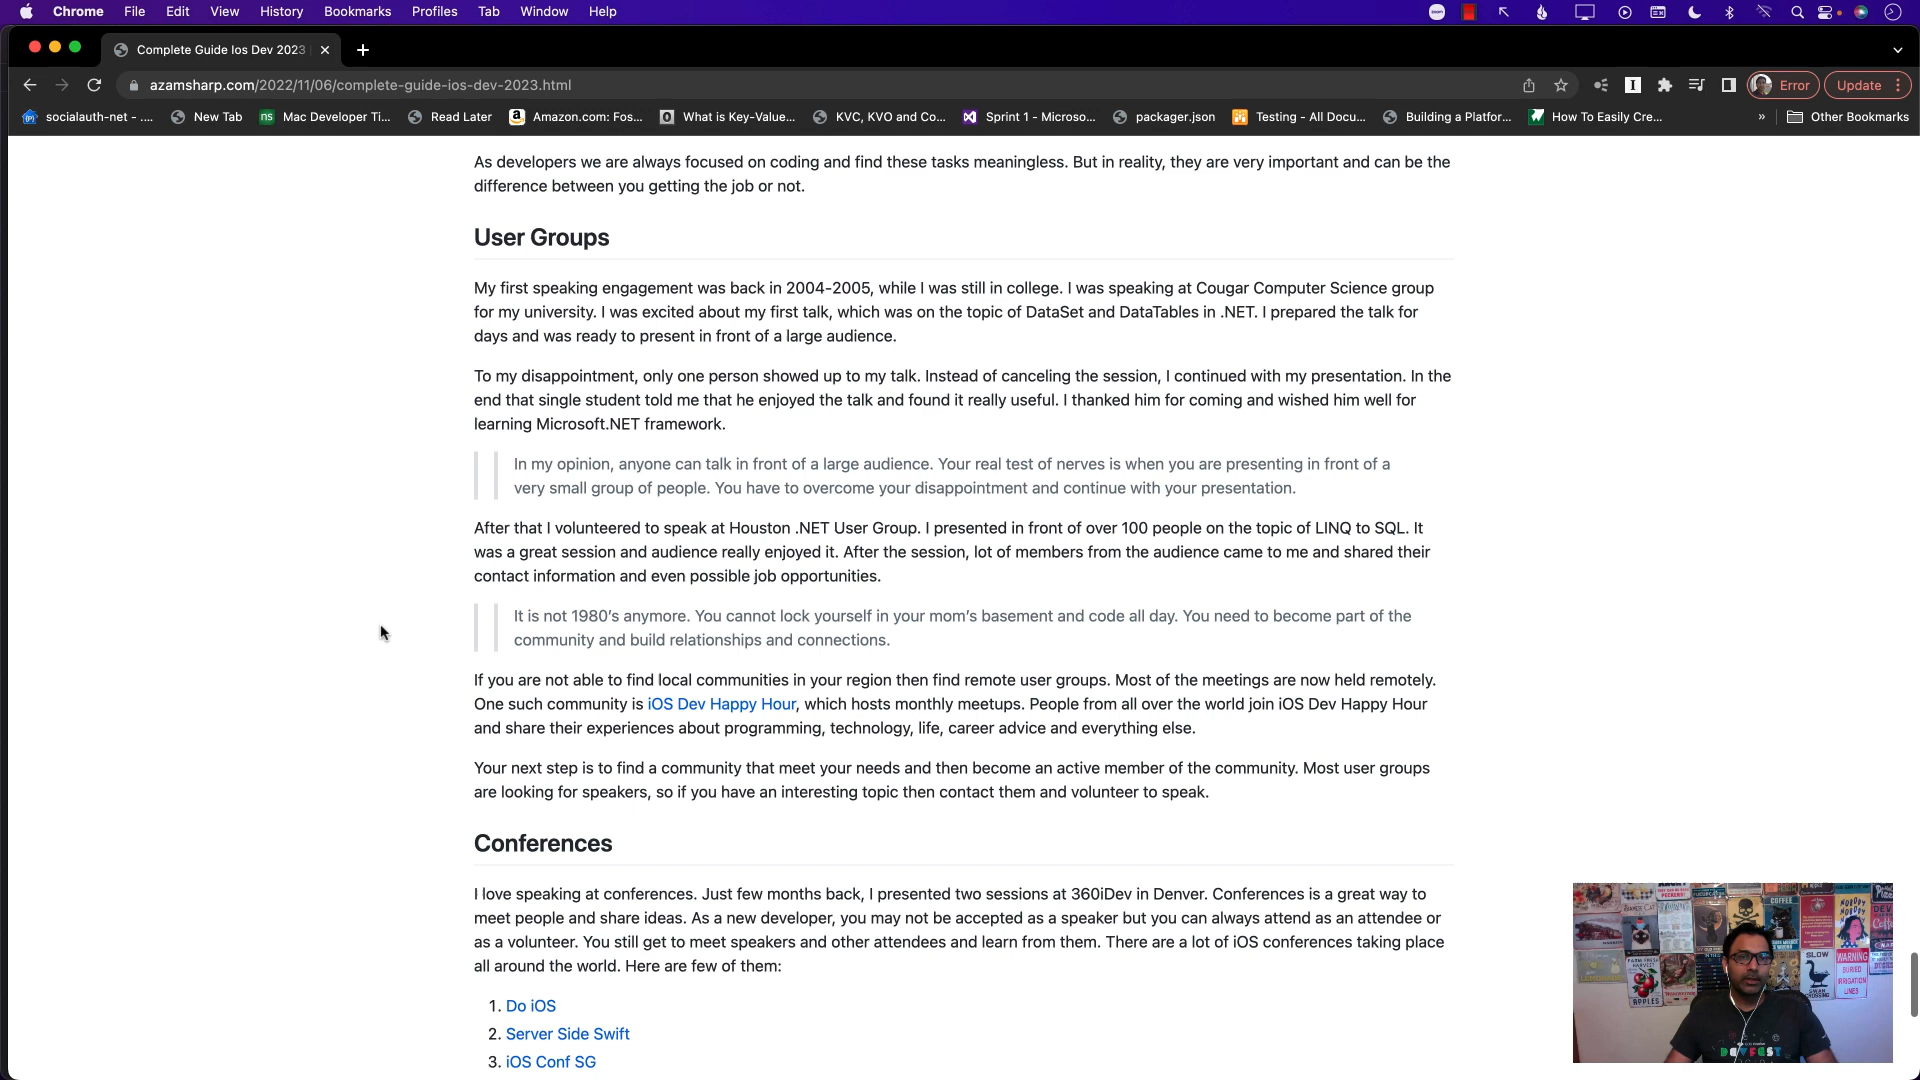 Chrome File Edit View History Bookmarks Profiles Tab Window Help
Complete Guide Ios Dev 2023
azamsharp.com/2022/11/06/complete-guide-ios-dev-2023.html
Error
Update
socialauth-net - .... New Tab Mac Developer Ti... Read Later Amazon.com: Fos... What is Key-Value... KVC, KVO and Co... Sprint 1 - Microso... packager.json Testing - All Docu... Building a Platfor... How To Easily Cre... » Other Bookmarks
As developers we are always focused on coding and find these tasks meaningless. But in reality, they are very important and can be the
difference between you getting the job or not.
User Groups
My first speaking engagement was back in 2004-2005, while I was still in college. I was speaking at Cougar Computer Science group
for my university. I was excited about my first talk, which was on the topic of DataSet and DataTables in .NET. I prepared the talk for
days and was ready to present in front of a large audience.
To my disappointment, only one person showed up to my talk. Instead of canceling the session, I continued with my presentation. In the
end that single student told me that he enjoyed the talk and found it really useful. I thanked him for coming and wished him well for
learning Microsoft.NET framework.
In my opinion, anyone can talk in front of a large audience. Your real test of nerves is when you are presenting in front of a
very small group of people. You have to overcome your disappointment and continue with your presentation.
After that I volunteered to speak at Houston .NET User Group. I presented in front of over 100 people on the topic of LINQ to SQL. It
was a great session and audience really enjoyed it. After the session, lot of members from the audience came to me and shared their
contact information and even possible job opportunities.
It is not 1980's anymore. You cannot lock yourself in your mom's basement and code all day. You need to become part of the
community and build relationships and connections.
If you are not able to find local communities in your region then find remote user groups. Most of the meetings are now held remotely.
One such community is iOS Dev Happy Hour, which hosts monthly meetups. People from all over the world join iOS Dev Happy Hour
and share their experiences about programming, technology, life, career advice and everything else.
Your next step is to find a community that meet your needs and then become an active member of the community. Most user groups
are looking for speakers, so if you have an interesting topic then contact them and volunteer to speak.
Conferences
I love speaking at conferences. Just few months back, I presented two sessions at 360iDev in Denver. Conferences is a great way to
meet people and share ideas. As a new developer, you may not be accepted as a speaker but you can always attend as an attendee or
as a volunteer. You still get to meet speakers and other attendees and learn from them. There are a lot of iOS conferences taking place
all around the world. Here are few of them:
1. Do iOS
2. Server Side Swift
3. iOS Conf SG
COFFEE
NOBODY
FARM FRESH
HARVEST
APPLES
SLOW
SWAN
CROSSING
WARNING
BURIED
IRRIGATION
LINES
DEVFEST